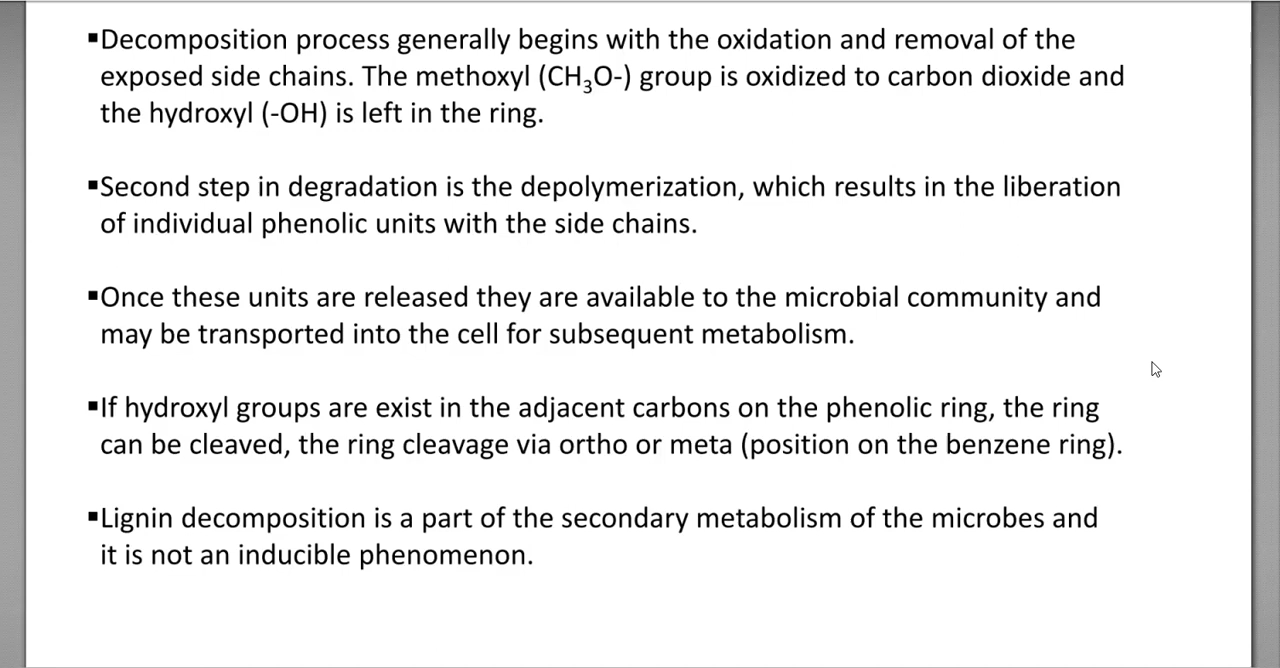 ▪Decomposition process generally begins with the oxidation and removal of the
exposed side chains. The methoxyl (CH₃O-) group is oxidized to carbon dioxide and
the hydroxyl (-OH) is left in the ring.
▪Second step in degradation is the depolymerization, which results in the liberation
of individual phenolic units with the side chains.
▪Once these units are released they are available to the microbial community and
may be transported into the cell for subsequent metabolism.
▪If hydroxyl groups are exist in the adjacent carbons on the phenolic ring, the ring
can be cleaved, the ring cleavage via ortho or meta (position on the benzene ring).
▪Lignin decomposition is a part of the secondary metabolism of the microbes and
it is not an inducible phenomenon.